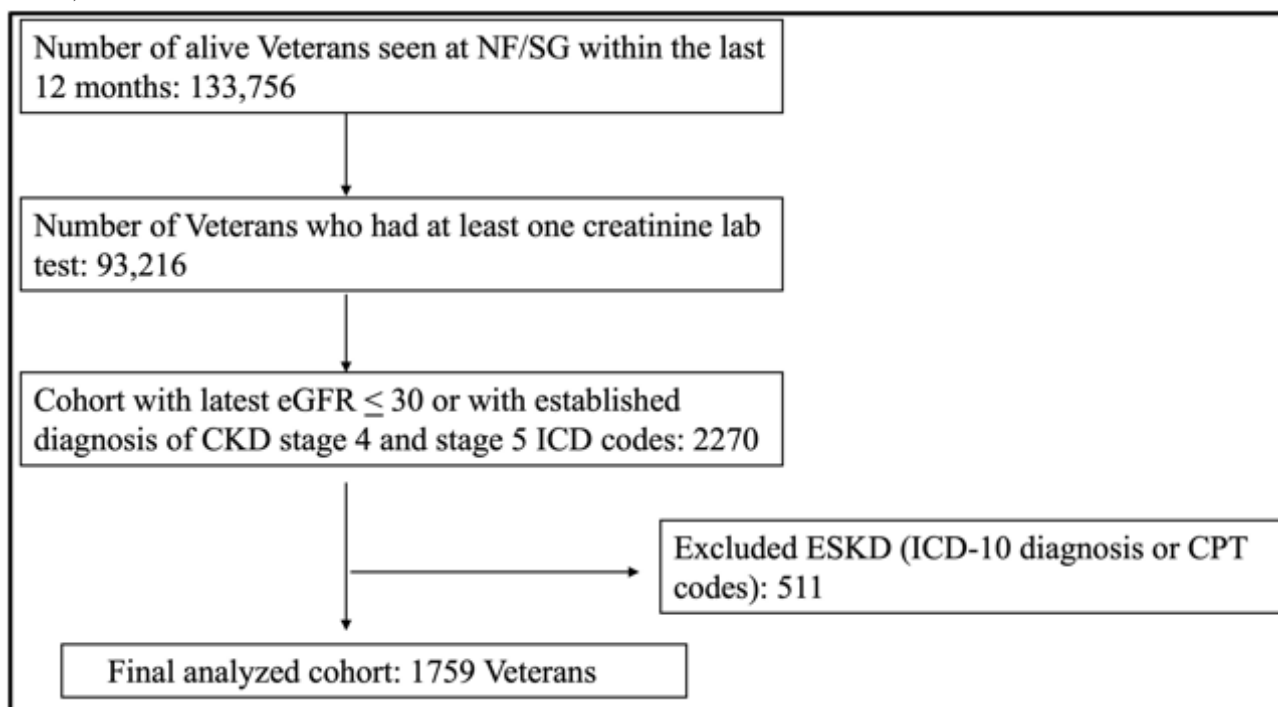 Number of alive Veterans seen at NF/SG within the last
12 months: 133,756
Number of Veterans who had at least one creatinine lab
test: 93,216
Cohort with latest eGFR ≤ 30 or with established
diagnosis of CKD stage 4 and stage 5 ICD codes: 2270
Excluded ESKD (ICD-10 diagnosis or CPT
codes): 511
Final analyzed cohort: 1759 Veterans